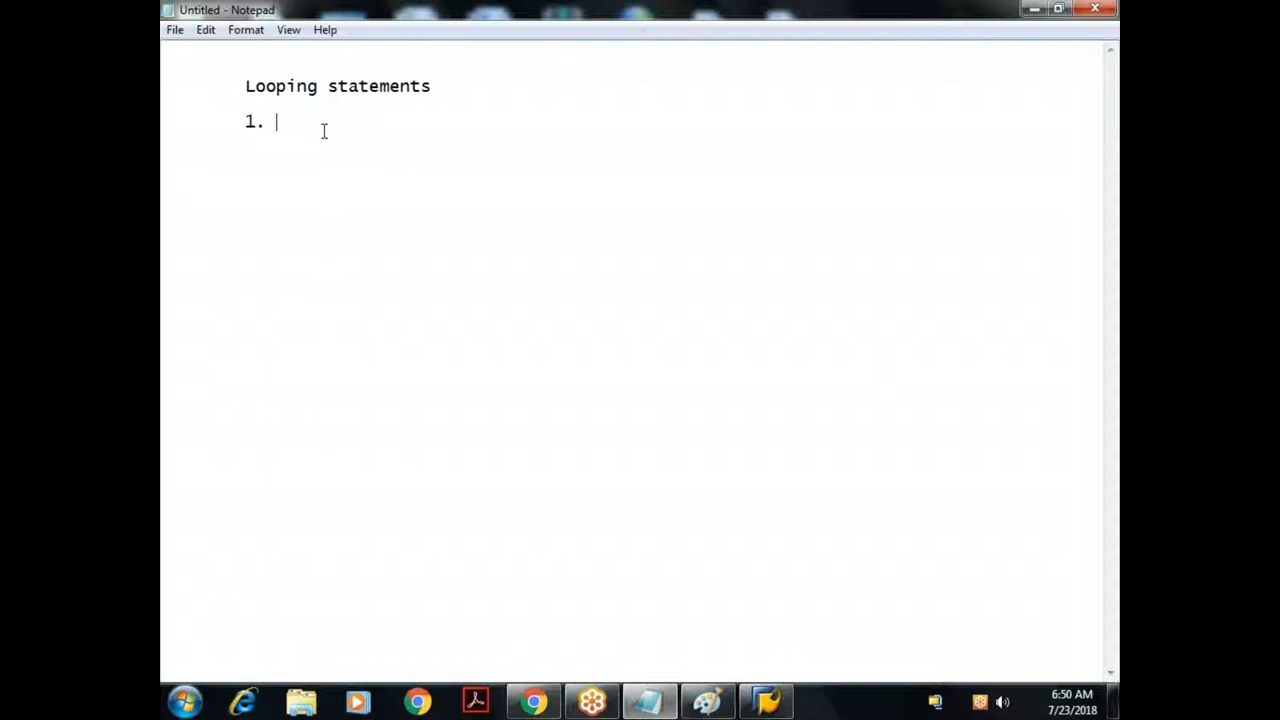 Untitled - Notepad
File Edit Format View Help
Looping statements
1.
6:50 AM
7/23/2018